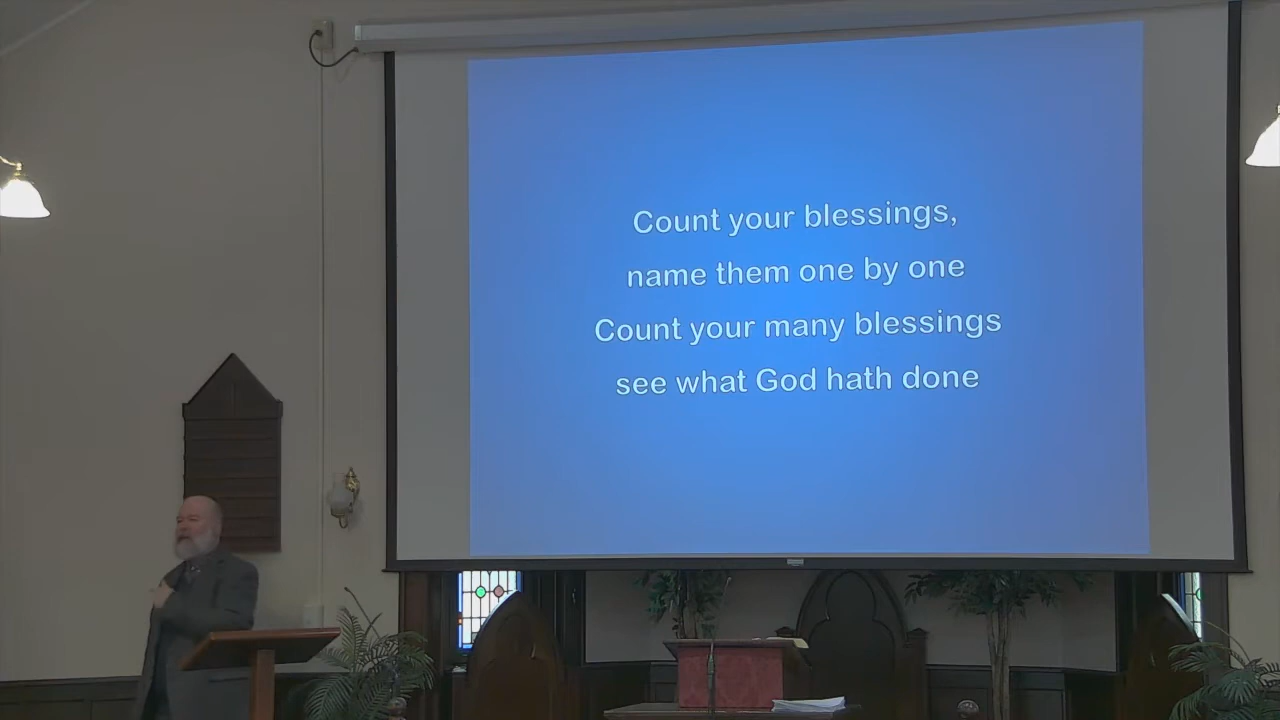 Count your blessings,
name them one by one
Count your many blessings
see what God hath done